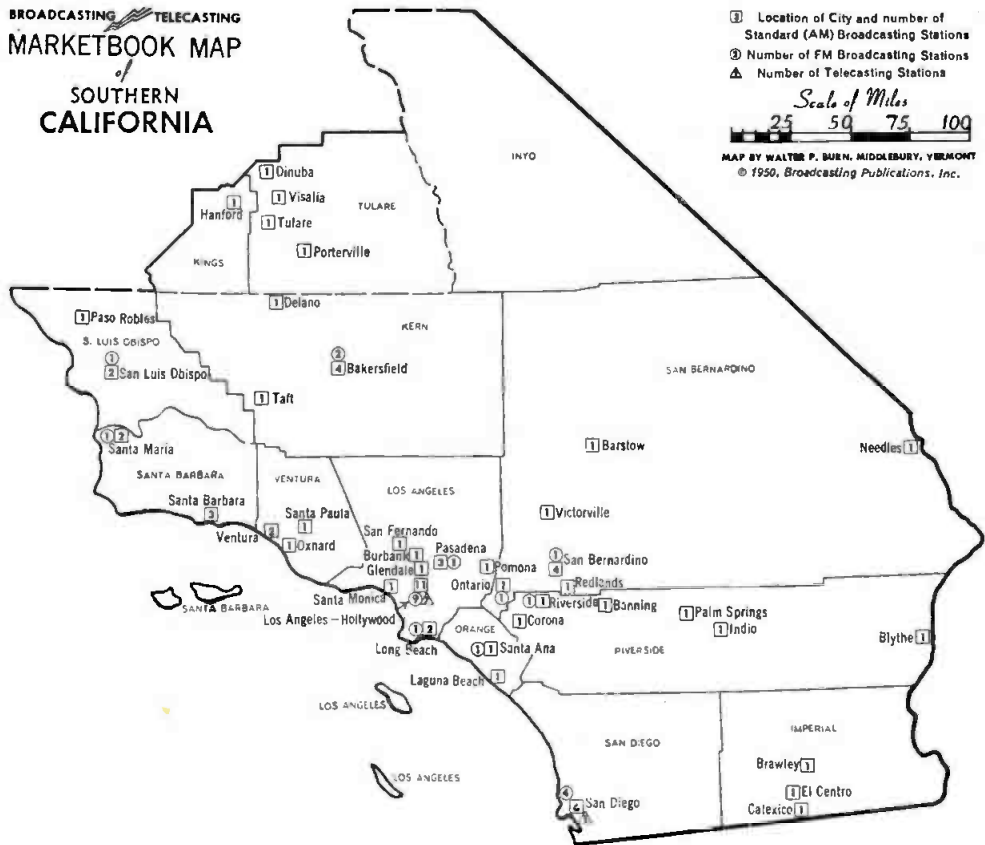 BROADCASTING TELECASTING
MARKETBOOK MAP
of
SOUTHERN
CALIFORNIA
3 Location of City and number of
Standard (AM) Broadcasting Stations
3 Number of FM Broadcasting Stations
Number of Telecasting Stations
Scale of Miles
25 50 75 100
MAP BY WALTER P. BURN, MIDDLEBURY, VERMONT
© 1950, Broadcasting Publications, Inc.
INYO
1 Dinuba
1 Visalia
Hanford 1
TULARE
1 Tulare
1 Porterville
KINGS
1 Delano
1 Paso Robles
KERN
S. LUIS OBISPO
1
2 San Luis Obispo
2
4 Bakersfield
SAN BERNARDINO
1 Taft
1 2
Santa Maria
1 Barstow
Needles 1
SANTA BARBARA
VENTURA
LOS ANGELES
Santa Barbara
3
Santa Paula
1
1 Victorville
Ventura 2
1 Oxnard
San Fernando
1
Burbank 1
Pasadena
3 1
Glendale 1
1 Pomona
1
4 San Bernardino
Santa Monica 1
11
9
Ontario 1
1
1 Redlands
1 1 Riverside
1 Banning
SANTA BARBARA
Los Angeles - Hollywood
1 Corona
1 Palm Springs
1 Indio
Blythe 1
1 2
Long Beach
ORANGE
1 1 Santa Ana
RIVERSIDE
Laguna Beach 1
LOS ANGELES
SAN DIEGO
IMPERIAL
LOS ANGELES
Brawley 1
4
6 San Diego
1 El Centro
Calexico 1